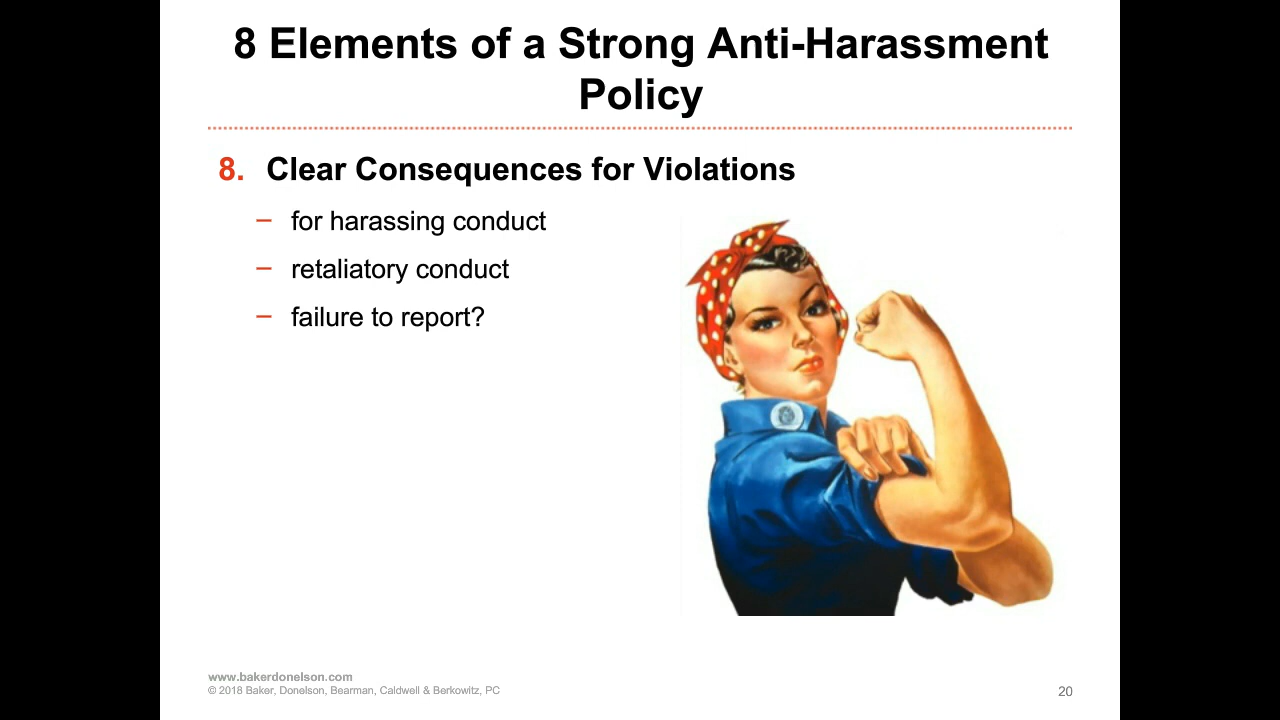 8 Elements of a Strong Anti-Harassment
Policy
8. Clear Consequences for Violations
– for harassing conduct
– retaliatory conduct
– failure to report?
www.bakerdonelson.com
© 2018 Baker, Donelson, Bearman, Caldwell & Berkowitz, PC
20